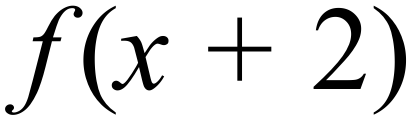 f(x + 2)